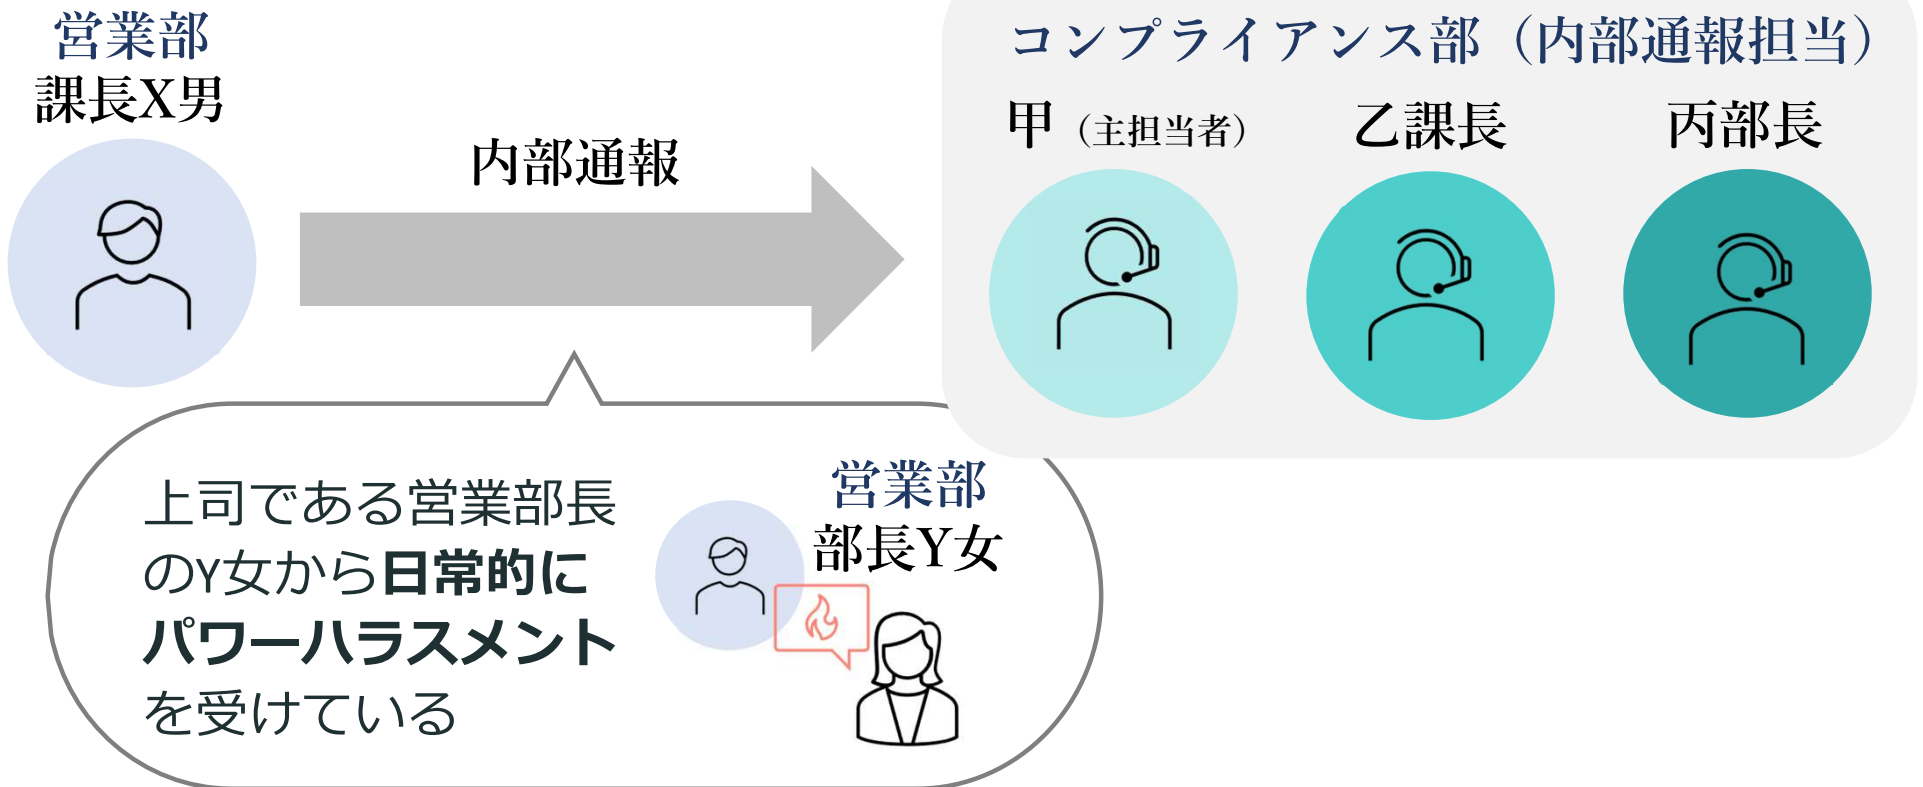 営業部
課長X男
内部通報
コンプライアンス部（内部通報担当）
甲（主担当者）
乙課長
丙部長
上司である営業部長
のY女から日常的に
パワーハラスメント
を受けている
営業部
部長Y女